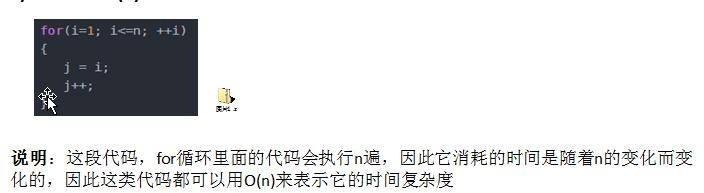 for(i=1; i<=n; ++i)
{
j = i;
j++;
}
说明：这段代码，for循环里面的代码会执行n遍，因此它消耗的时间是随着n的变化而变
化的，因此这类代码都可以用O(n)来表示它的时间复杂度